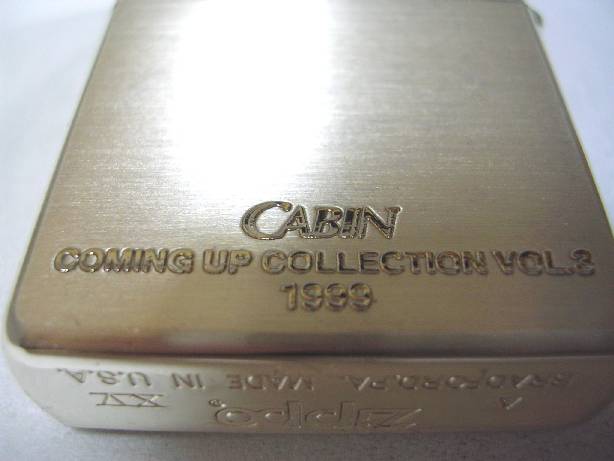 CABIN
COMING UP COLLECTION VOL.3
1999
A Zippo® XV
BRADFORD,PA. MADE IN U.S.A.